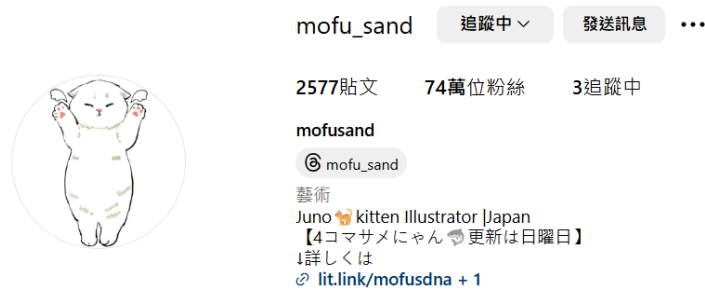 mofu_sand 追蹤中 發送訊息
2577貼文 74萬位粉絲 3追蹤中
mofusand
mofu_sand
藝術
Juno🐈kitten Illustrator |Japan
【4コマサメにゃん🦈更新は日曜日】
↓詳しくは
lit.link/mofusdna + 1